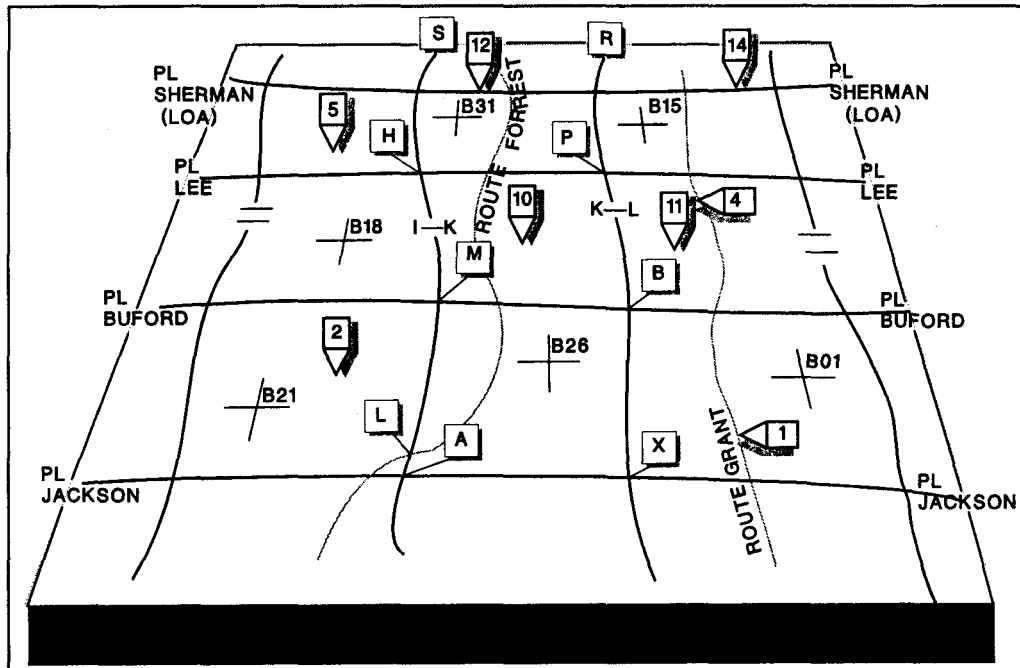 S
12
R
14
PL
SHERMAN
(LOA)
PL
SHERMAN
(LOA)
5
B31
B15
ROUTE FORREST
H
P
PL
LEE
PL
LEE
10
11
4
I—K
K—L
B18
M
B
PL
BUFORD
PL
BUFORD
2
B26
B01
B21
L
A
X
1
ROUTE GRANT
PL
JACKSON
PL
JACKSON